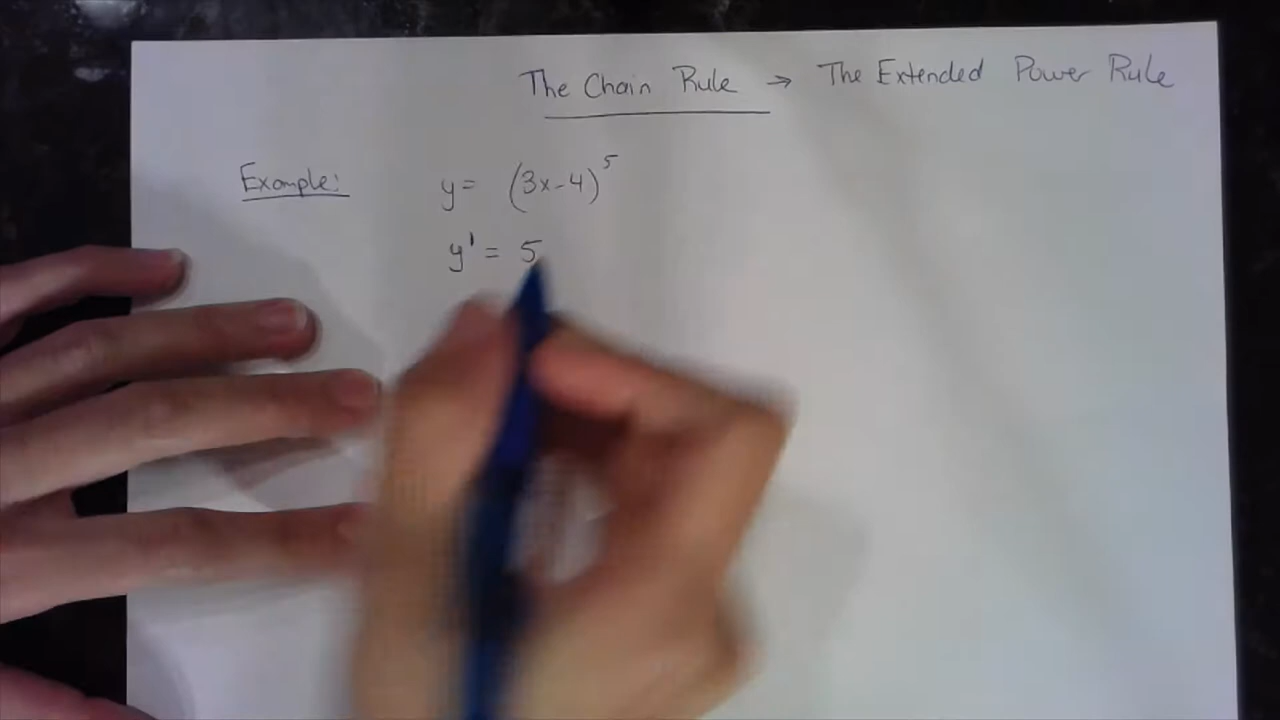 The Chain Rule → The Extended Power Rule
Example: y = (3x-4)^5
y' = 5